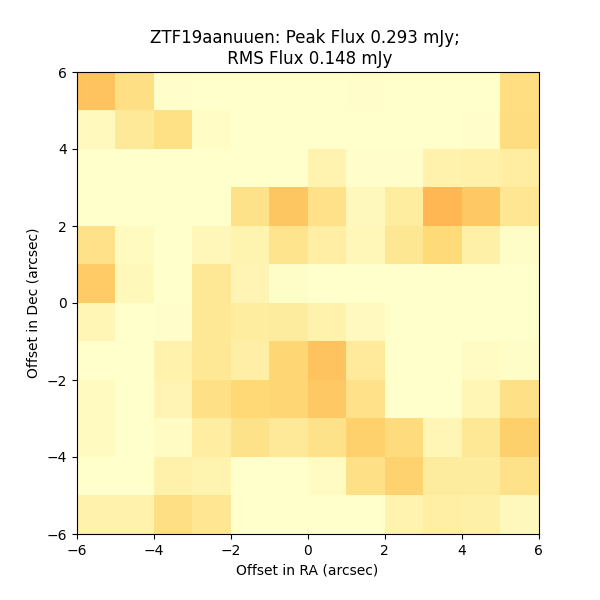 ZTF19aanuuen: Peak Flux 0.293 mJy;
RMS Flux 0.148 mJy
6
4
2
0
−2
−4
−6
Offset in Dec (arcsec)
−6 −4 −2 0 2 4 6
Offset in RA (arcsec)